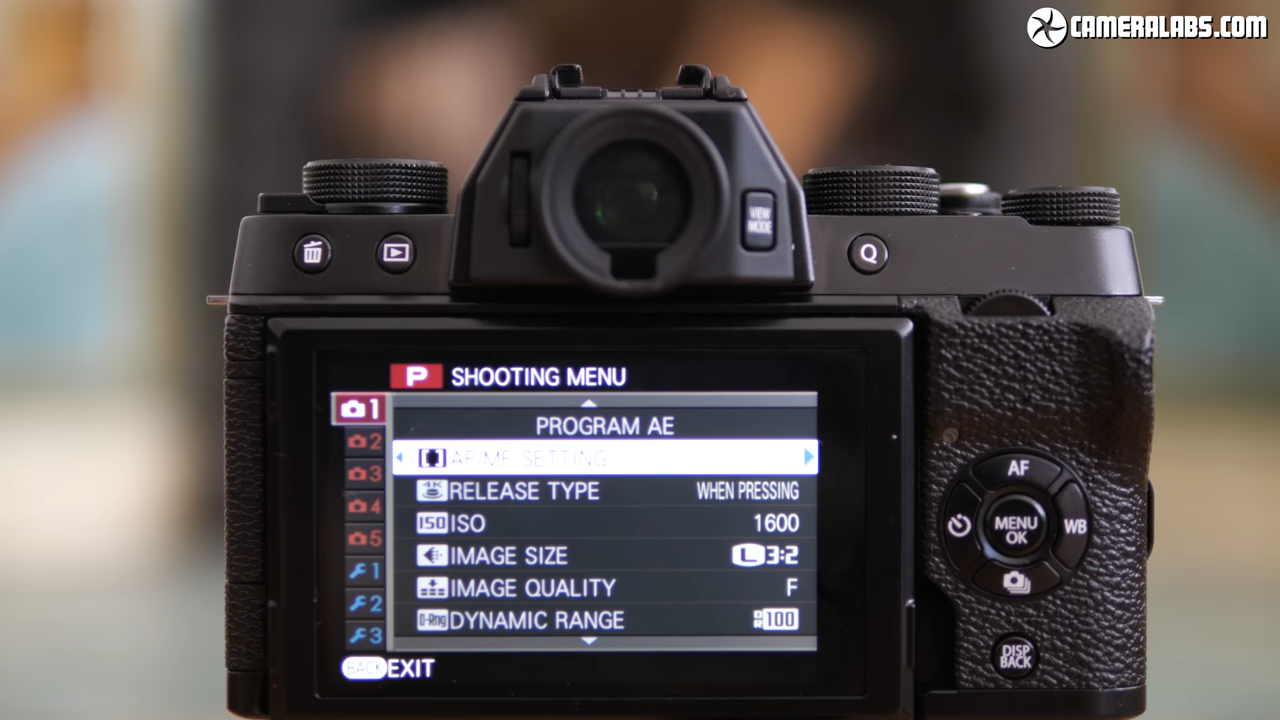 CAMERALABS.COM
VIEW
MODE
Q
P SHOOTING MENU
1
PROGRAM AE
AF/MF SETTING
2
3
4K RELEASE TYPE WHEN PRESSING
4
ISO ISO 1600
5
IMAGE SIZE L 3:2
1
IMAGE QUALITY F
2
D-Rng DYNAMIC RANGE DR 100
3
BACK EXIT
AF
MENU
OK
WB
DISP
BACK